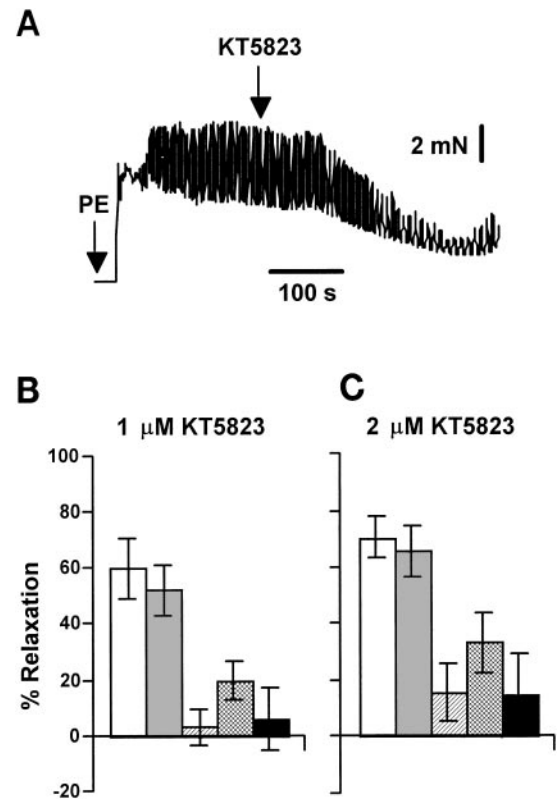 A
KT5823
2 mN
PE
100 s
B
1 μM KT5823
C
2 μM KT5823
% Relaxation
100
80
60
40
20
0
-20